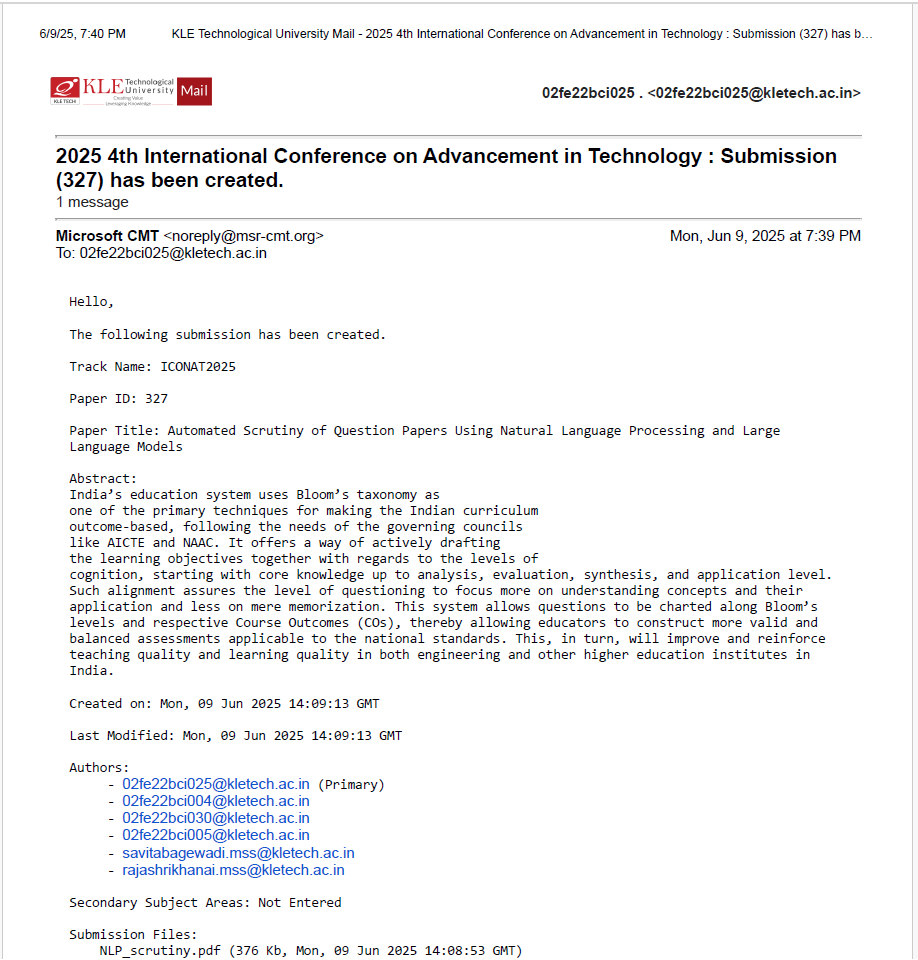 6/9/25, 7:40 PM KLE Technological University Mail - 2025 4th International Conference on Advancement in Technology : Submission (327) has b…
KLE Technological University
Creating Value
Leveraging Knowledge
KLE TECH
Mail
02fe22bci025 . <02fe22bci025@kletech.ac.in>
2025 4th International Conference on Advancement in Technology : Submission
(327) has been created.
1 message
Microsoft CMT <noreply@msr-cmt.org> Mon, Jun 9, 2025 at 7:39 PM
To: 02fe22bci025@kletech.ac.in
Hello,
The following submission has been created.
Track Name: ICONAT2025
Paper ID: 327
Paper Title: Automated Scrutiny of Question Papers Using Natural Language Processing and Large
Language Models
Abstract:
India’s education system uses Bloom’s taxonomy as
one of the primary techniques for making the Indian curriculum
outcome-based, following the needs of the governing councils
like AICTE and NAAC. It offers a way of actively drafting
the learning objectives together with regards to the levels of
cognition, starting with core knowledge up to analysis, evaluation, synthesis, and application level.
Such alignment assures the level of questioning to focus more on understanding concepts and their
application and less on mere memorization. This system allows questions to be charted along Bloom’s
levels and respective Course Outcomes (COs), thereby allowing educators to construct more valid and
balanced assessments applicable to the national standards. This, in turn, will improve and reinforce
teaching quality and learning quality in both engineering and other higher education institutes in
India.
Created on: Mon, 09 Jun 2025 14:09:13 GMT
Last Modified: Mon, 09 Jun 2025 14:09:13 GMT
Authors:
- 02fe22bci025@kletech.ac.in (Primary)
- 02fe22bci004@kletech.ac.in
- 02fe22bci030@kletech.ac.in
- 02fe22bci005@kletech.ac.in
- savitabagewadi.mss@kletech.ac.in
- rajashrikhanai.mss@kletech.ac.in
Secondary Subject Areas: Not Entered
Submission Files:
NLP_scrutiny.pdf (376 Kb, Mon, 09 Jun 2025 14:08:53 GMT)